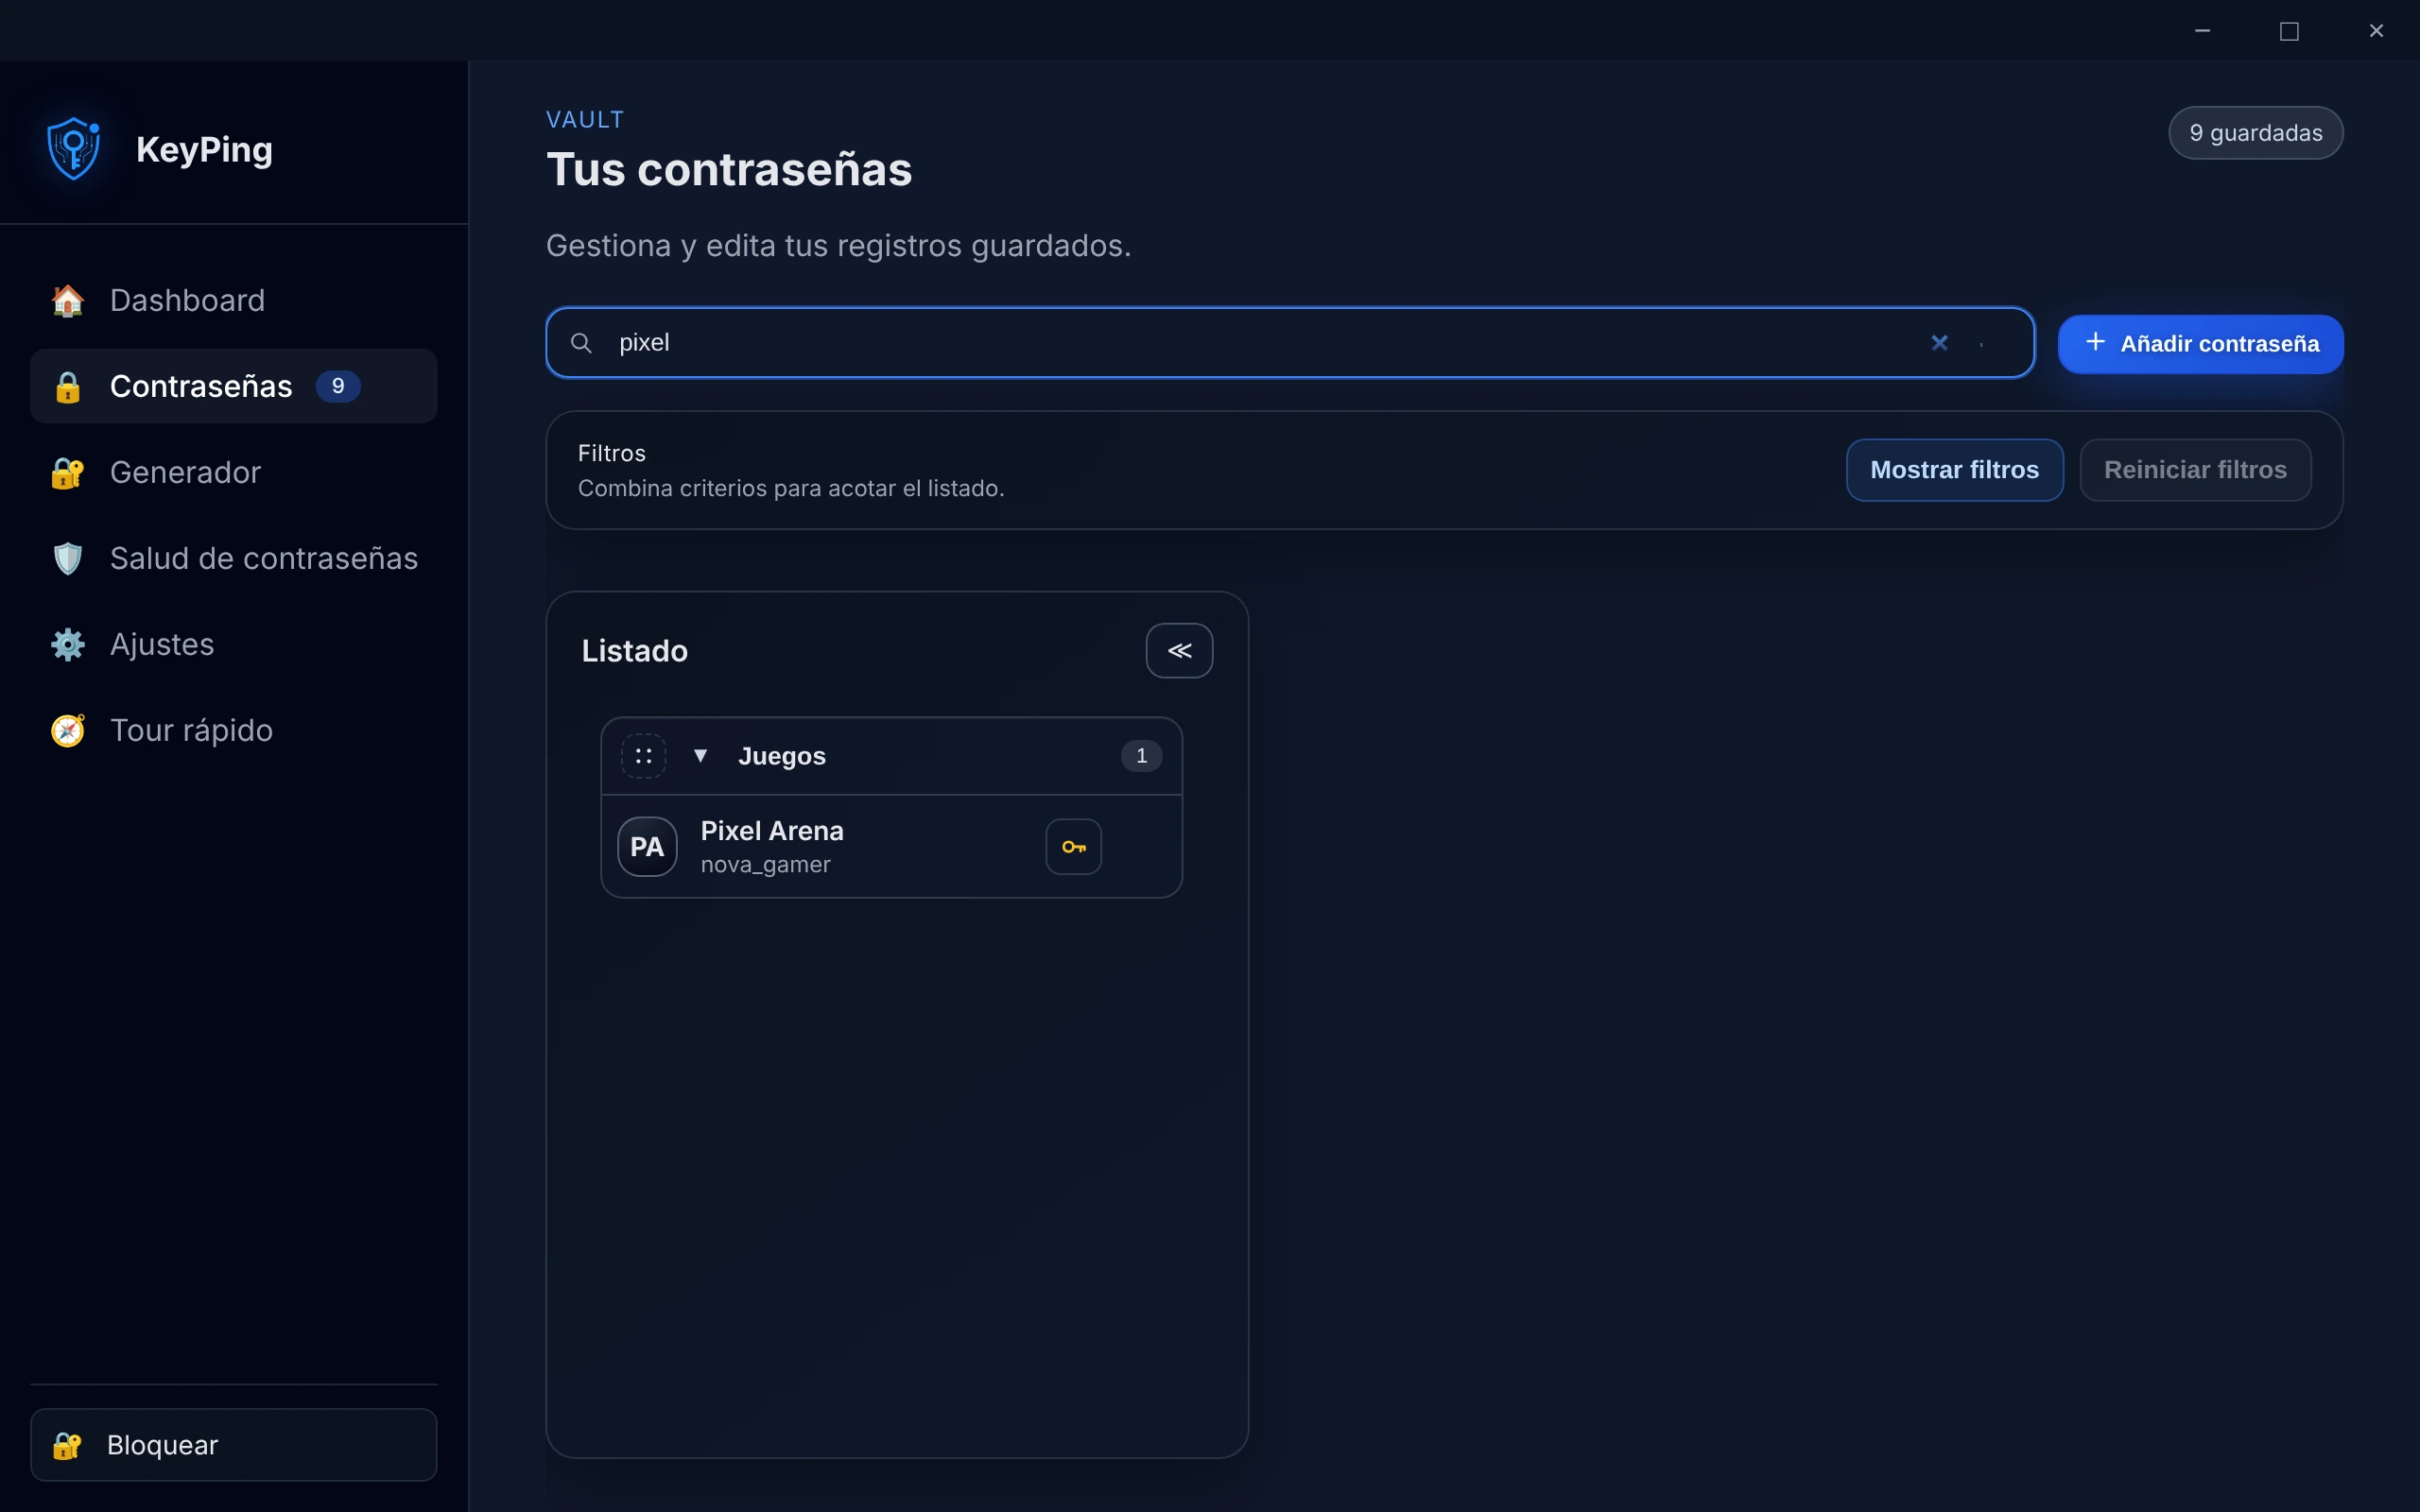 KeyPing
Dashboard
Contraseñas 9
Generador
Salud de contraseñas
Ajustes
Tour rápido
Bloquear
VAULT
Tus contraseñas
9 guardadas
Gestiona y edita tus registros guardados.
pixel
Añadir contraseña
Filtros
Combina criterios para acotar el listado.
Mostrar filtros
Reiniciar filtros
Listado
Juegos 1
PA
Pixel Arena
nova_gamer